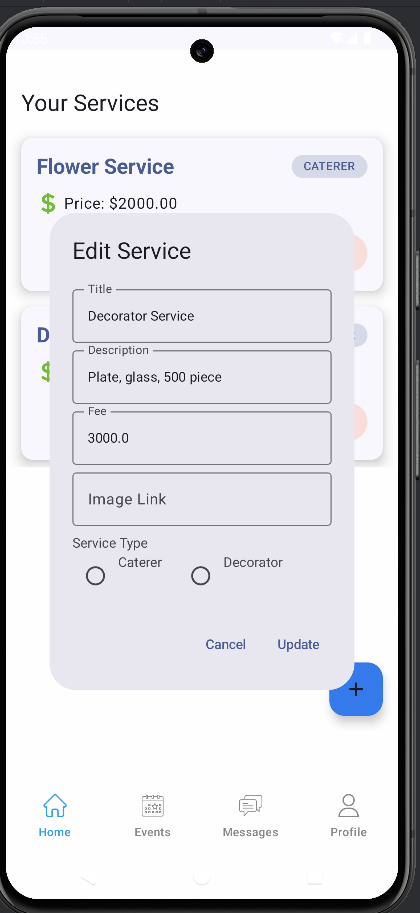 Your Services
Flower Service
CATERER
$ Price: $2000.00
Edit Service
Title
Decorator Service
D
Description
$
Plate, glass, 500 piece
Fee
3000.0
Image Link
Service Type
Caterer
Decorator
Cancel
Update
+
Home
Events
Messages
Profile